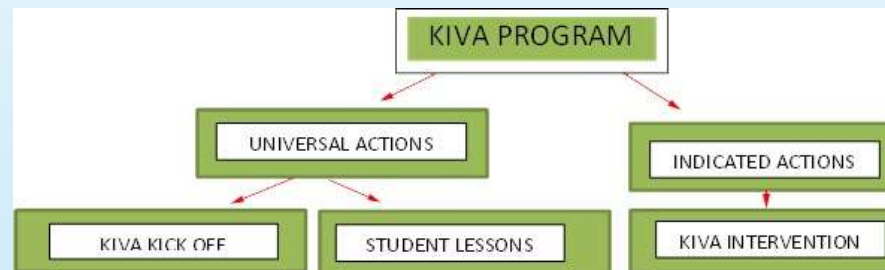 KIVA PROGRAM
UNIVERSAL ACTIONS
INDICATED ACTIONS
KIVA KICK OFF
STUDENT LESSONS
KIVA INTERVENTION